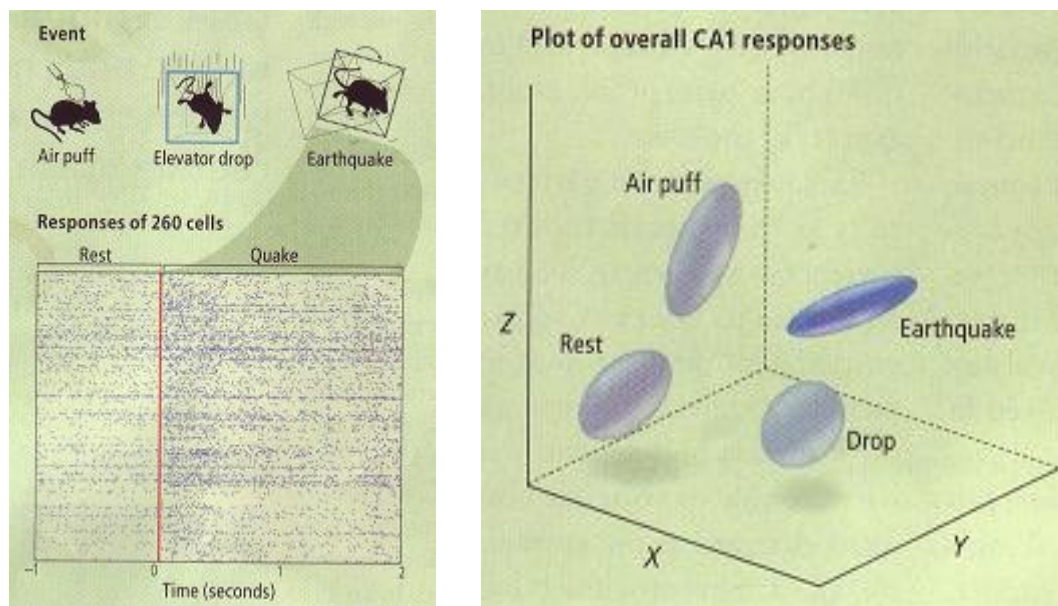 Event
Air puff
Elevator drop
Earthquake
Responses of 260 cells
Rest
Quake
-1
0
1
2
Time (seconds)
Plot of overall CA1 responses
Air puff
Rest
Earthquake
Drop
Z
X
Y